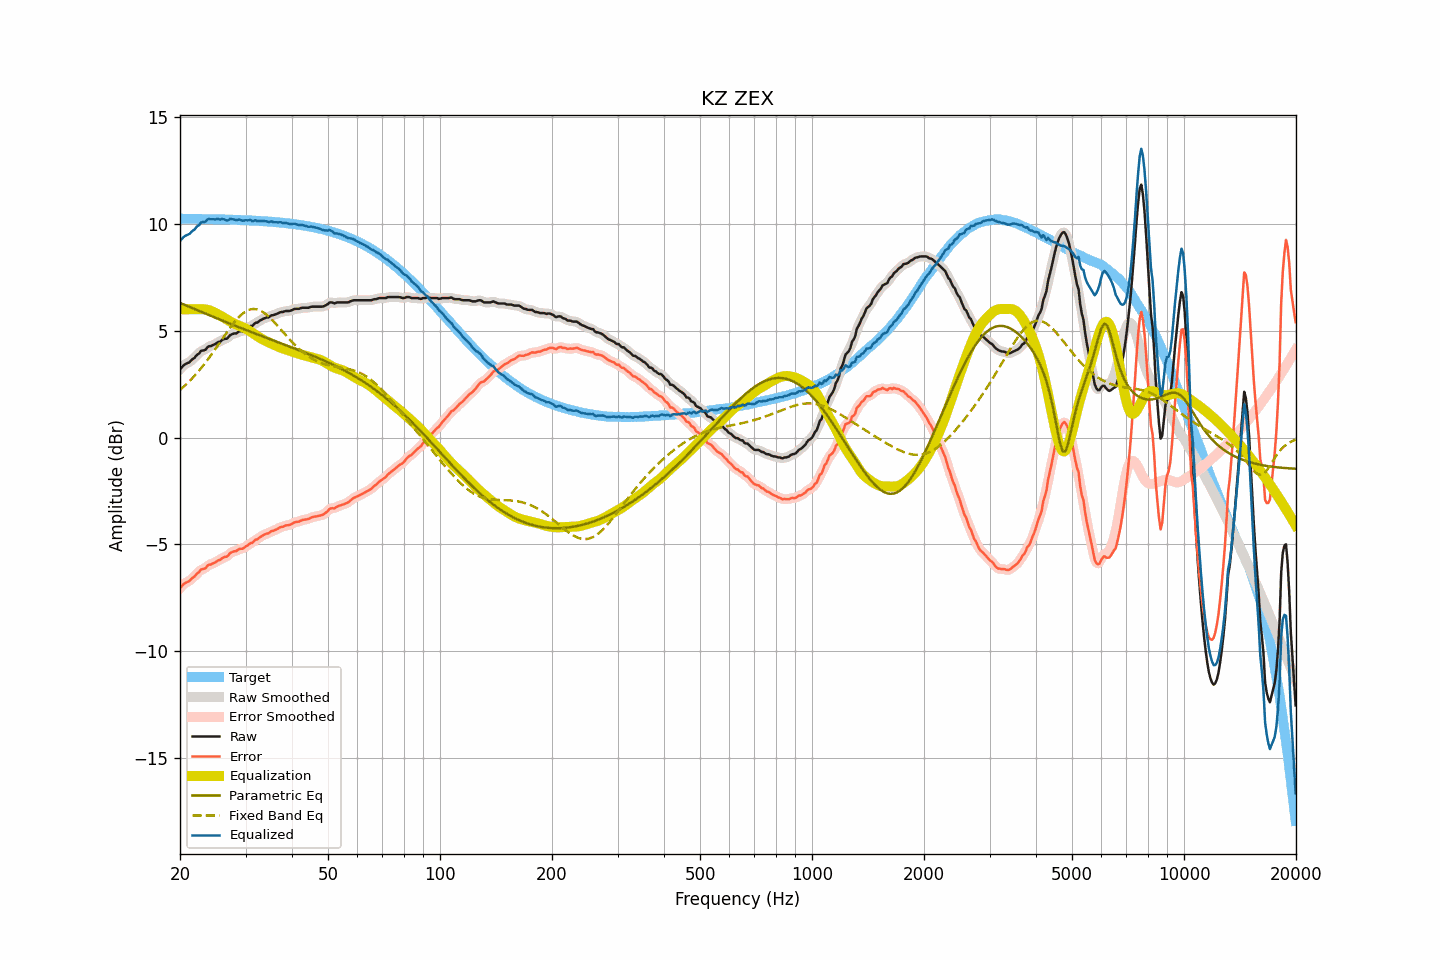 KZ ZEX
15
10
5
0
−5
−10
−15
Amplitude (dBr)
Target
Raw Smoothed
Error Smoothed
Raw
Error
Equalization
Parametric Eq
Fixed Band Eq
Equalized
20 50 100 200 500 1000 2000 5000 10000 20000
Frequency (Hz)